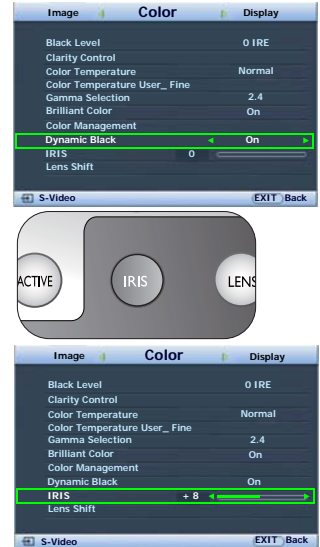 Image Color Display
Black Level 0 IRE
Clarity Control
Color Temperature Normal
Color Temperature User_ Fine
Gamma Selection 2.4
Brilliant Color On
Color Management
Dynamic Black On
IRIS 0
Lens Shift
S-Video EXIT Back
ACTIVE IRIS LENS
Image Color Display
Black Level 0 IRE
Clarity Control
Color Temperature Normal
Color Temperature User_ Fine
Gamma Selection 2.4
Brilliant Color On
Color Management
Dynamic Black On
IRIS + 8
Lens Shift
S-Video EXIT Back